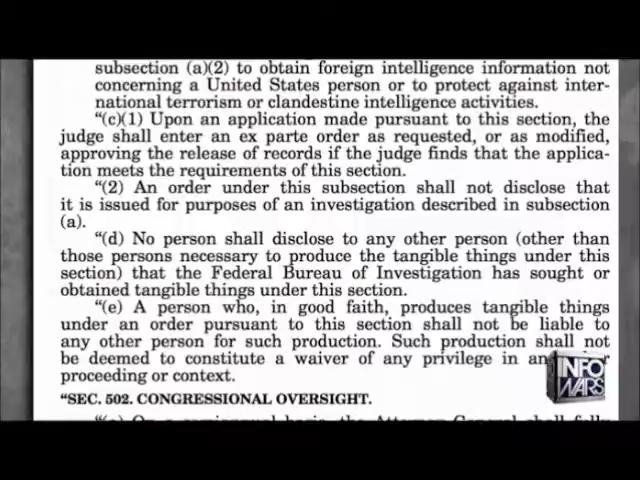 subsection (a)(2) to obtain foreign intelligence information not
concerning a United States person or to protect against inter-
national terrorism or clandestine intelligence activities.
"(c)(1) Upon an application made pursuant to this section, the
judge shall enter an ex parte order as requested, or as modified,
approving the release of records if the judge finds that the applica-
tion meets the requirements of this section.
"(2) An order under this subsection shall not disclose that
it is issued for purposes of an investigation described in subsection
(a).
"(d) No person shall disclose to any other person (other than
those persons necessary to produce the tangible things under this
section) that the Federal Bureau of Investigation has sought or
obtained tangible things under this section.
"(e) A person who, in good faith, produces tangible things
under an order pursuant to this section shall not be liable to
any other person for such production. Such production shall not
be deemed to constitute a waiver of any privilege in
proceeding or context.
"SEC. 502. CONGRESSIONAL OVERSIGHT.
INFO
WARS